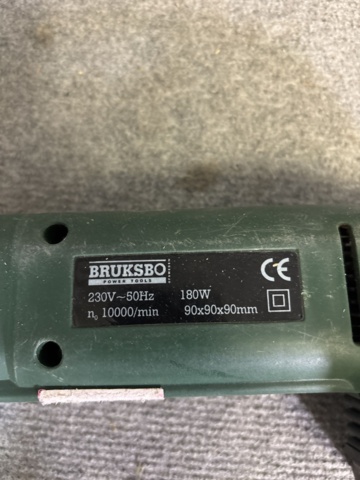 BRUKSBO
POWER TOOLS
230V~50Hz 180W
n₀ 10000/min 90x90x90mm
CE